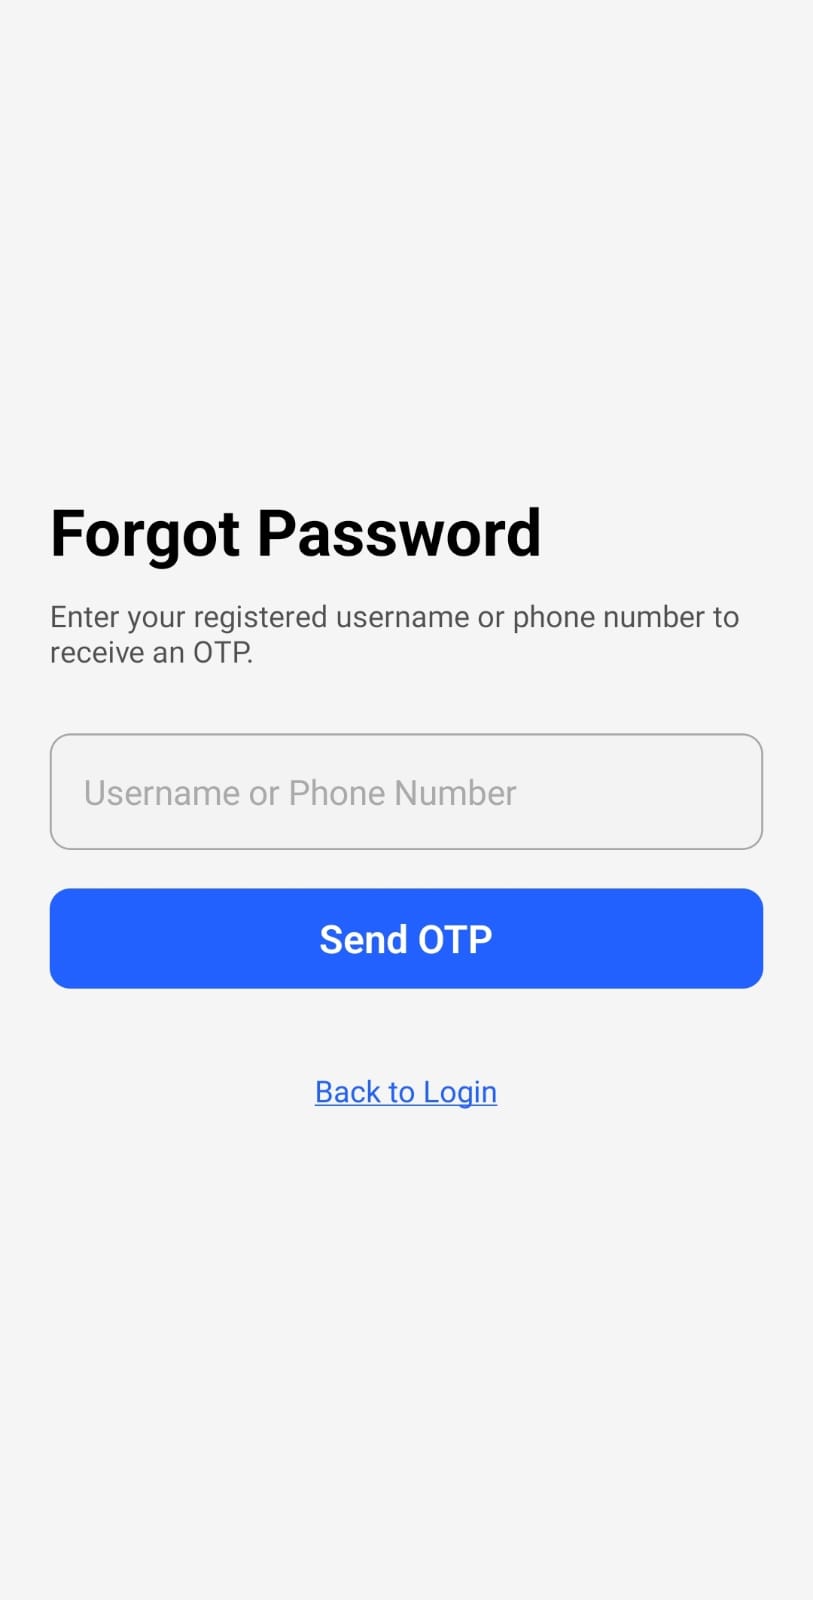 Forgot Password
Enter your registered username or phone number to
receive an OTP.
Username or Phone Number
Send OTP
Back to Login